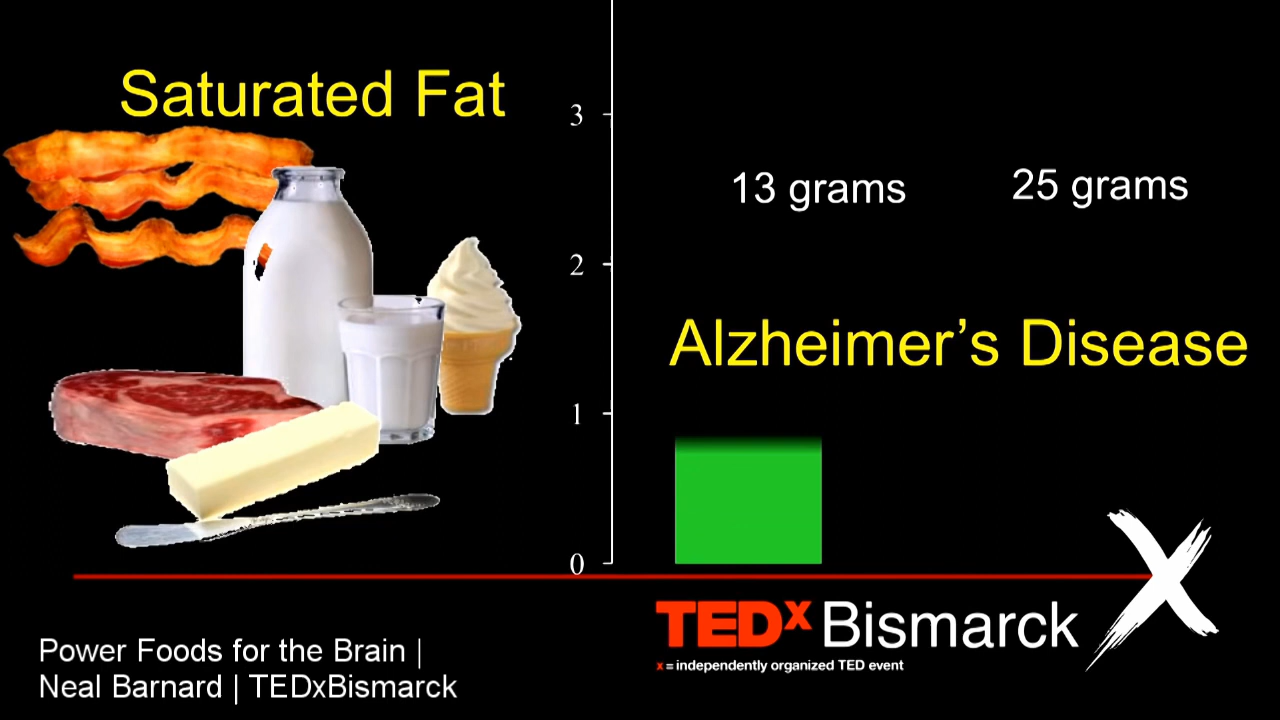 Saturated Fat
3
2
1
0
13 grams
25 grams
Alzheimer’s Disease
TEDx Bismarck
x = independently organized TED event
Power Foods for the Brain |
Neal Barnard | TEDxBismarck